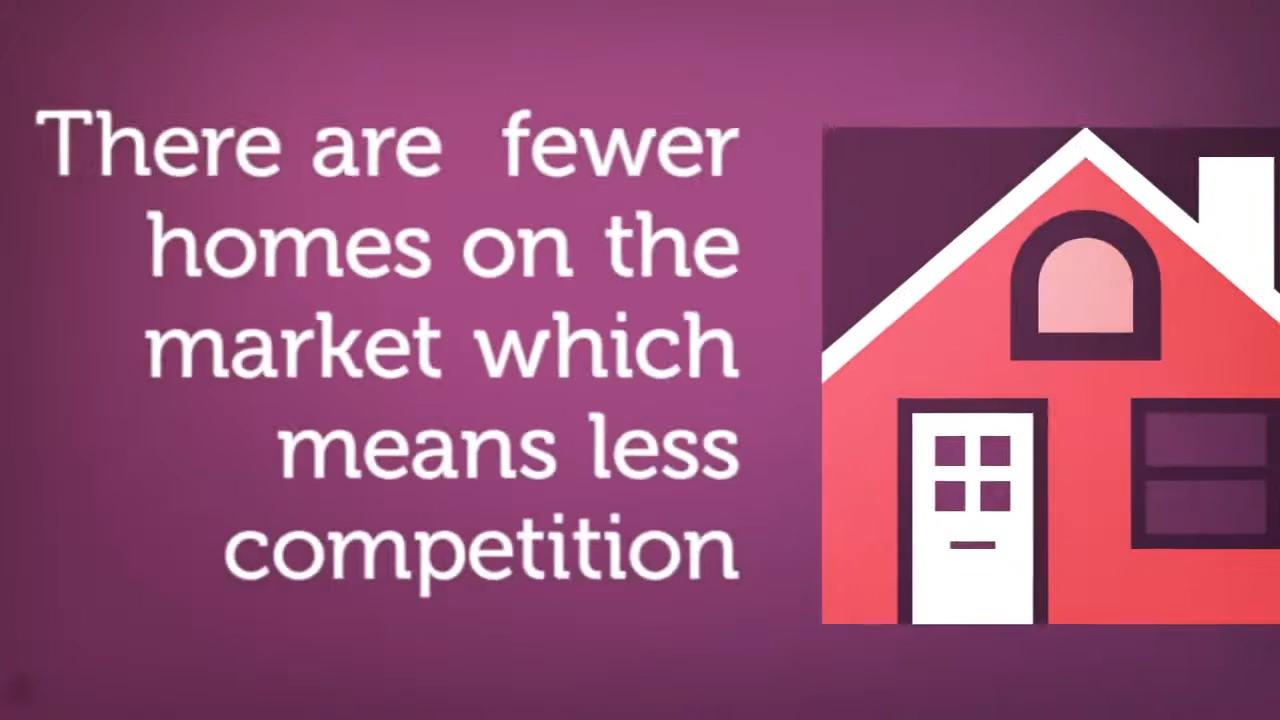 There are  fewer
homes on the
market which
means less
competition